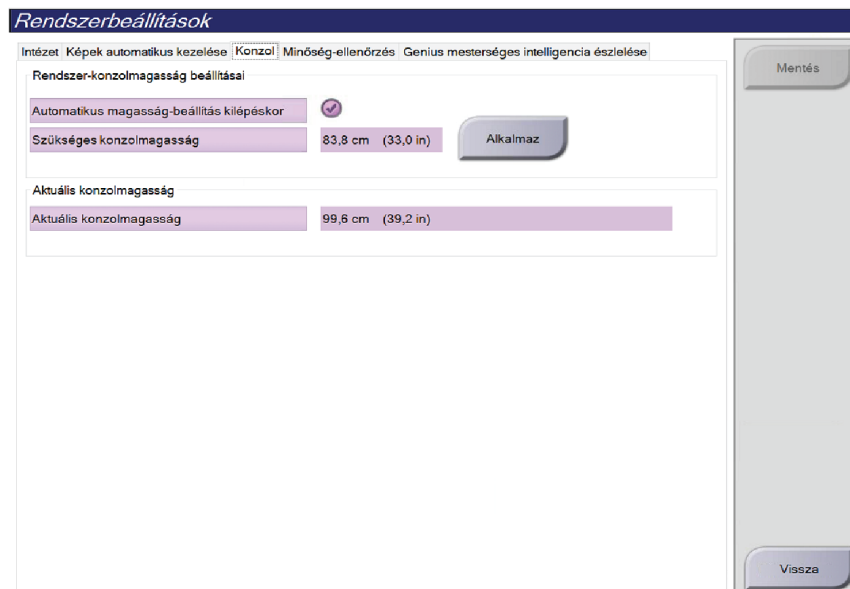 Rendszerbeállítások
Intézet Képek automatikus kezelése Konzol Minőség-ellenőrzés Genius mesterséges intelligencia észlelése
Mentés
Rendszer-konzolmagasság beállításai
Automatikus magasság-beállítás kilépéskor
Szükséges konzolmagasság 83,8 cm (33,0 in) Alkalmaz
Aktuális konzolmagasság
Aktuális konzolmagasság 99,6 cm (39,2 in)
Vissza